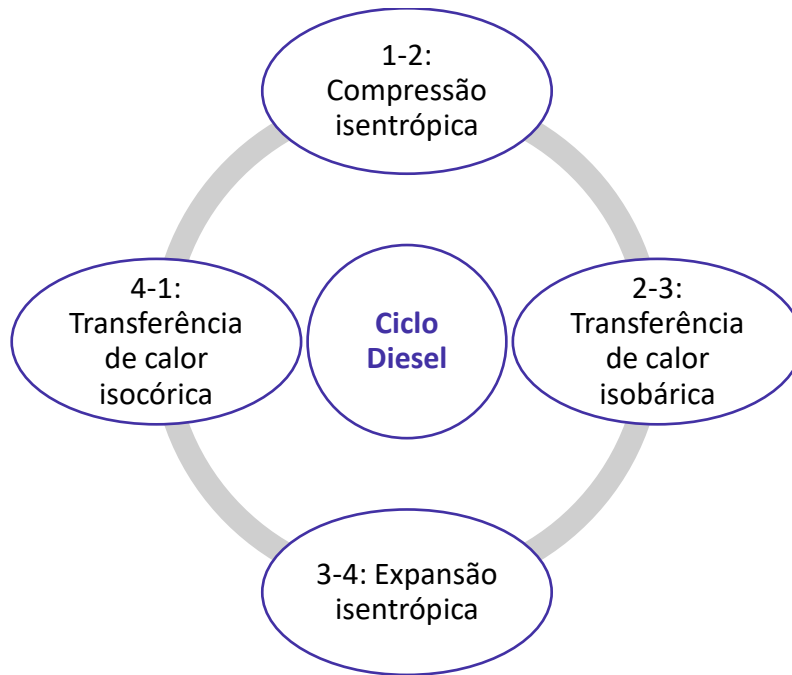 1-2:
Compressão
isentrópica
4-1:
Transferência
de calor
isocórica
Ciclo
Diesel
2-3:
Transferência
de calor
isobárica
3-4: Expansão
isentrópica